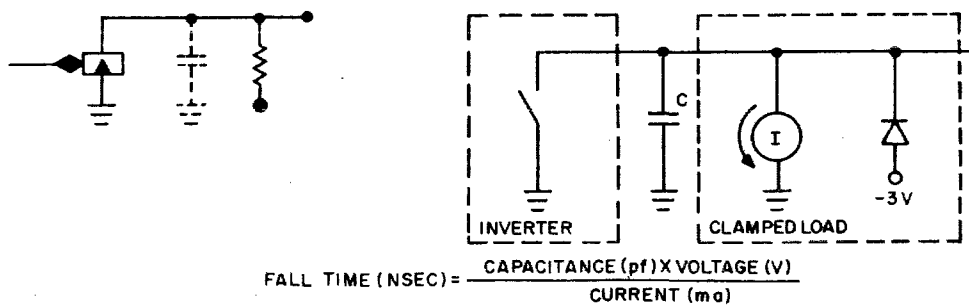 C
I
-3V
INVERTER
CLAMPED LOAD
FALL TIME (NSEC) = CAPACITANCE (pf) X VOLTAGE (V)
CURRENT (ma)